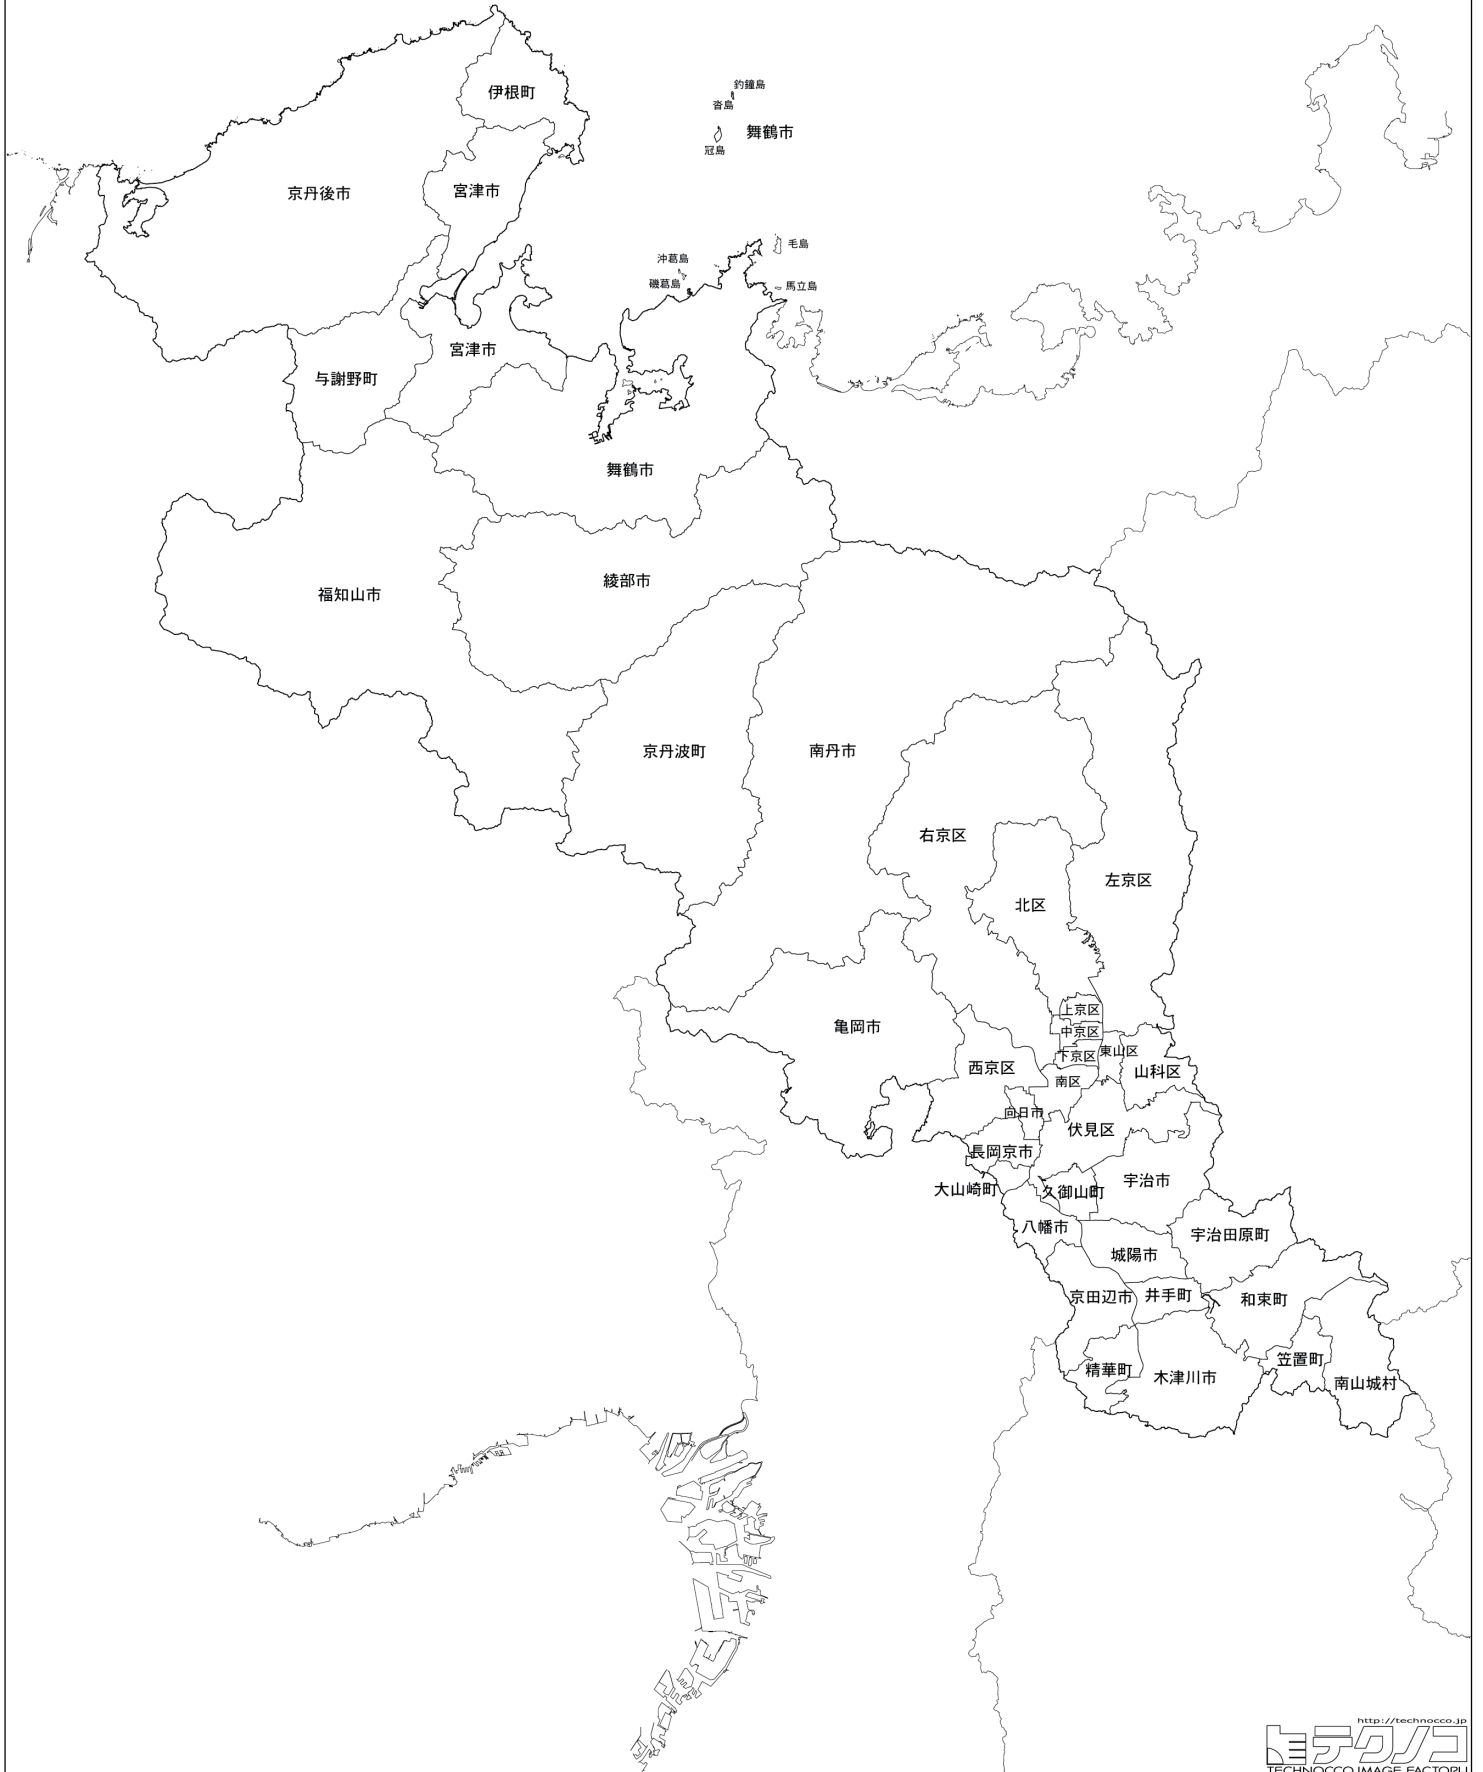 伊根町
釣鐘島
沓島
舞鶴市
冠島
京丹後市
宮津市
毛島
沖葛島
磯葛島
馬立島
宮津市
与謝野町
舞鶴市
綾部市
福知山市
京丹波町
南丹市
右京区
左京区
北区
上京区
亀岡市
中京区
東山区
下京区
西京区
山科区
南区
向日市
伏見区
長岡京市
宇治市
大山崎町
久御山町
八幡市
宇治田原町
城陽市
京田辺市
井手町
和束町
笠置町
精華町
木津川市
南山城村
http://technocco.jp
テクノコ
TECHNOCCO IMAGE FACTORY